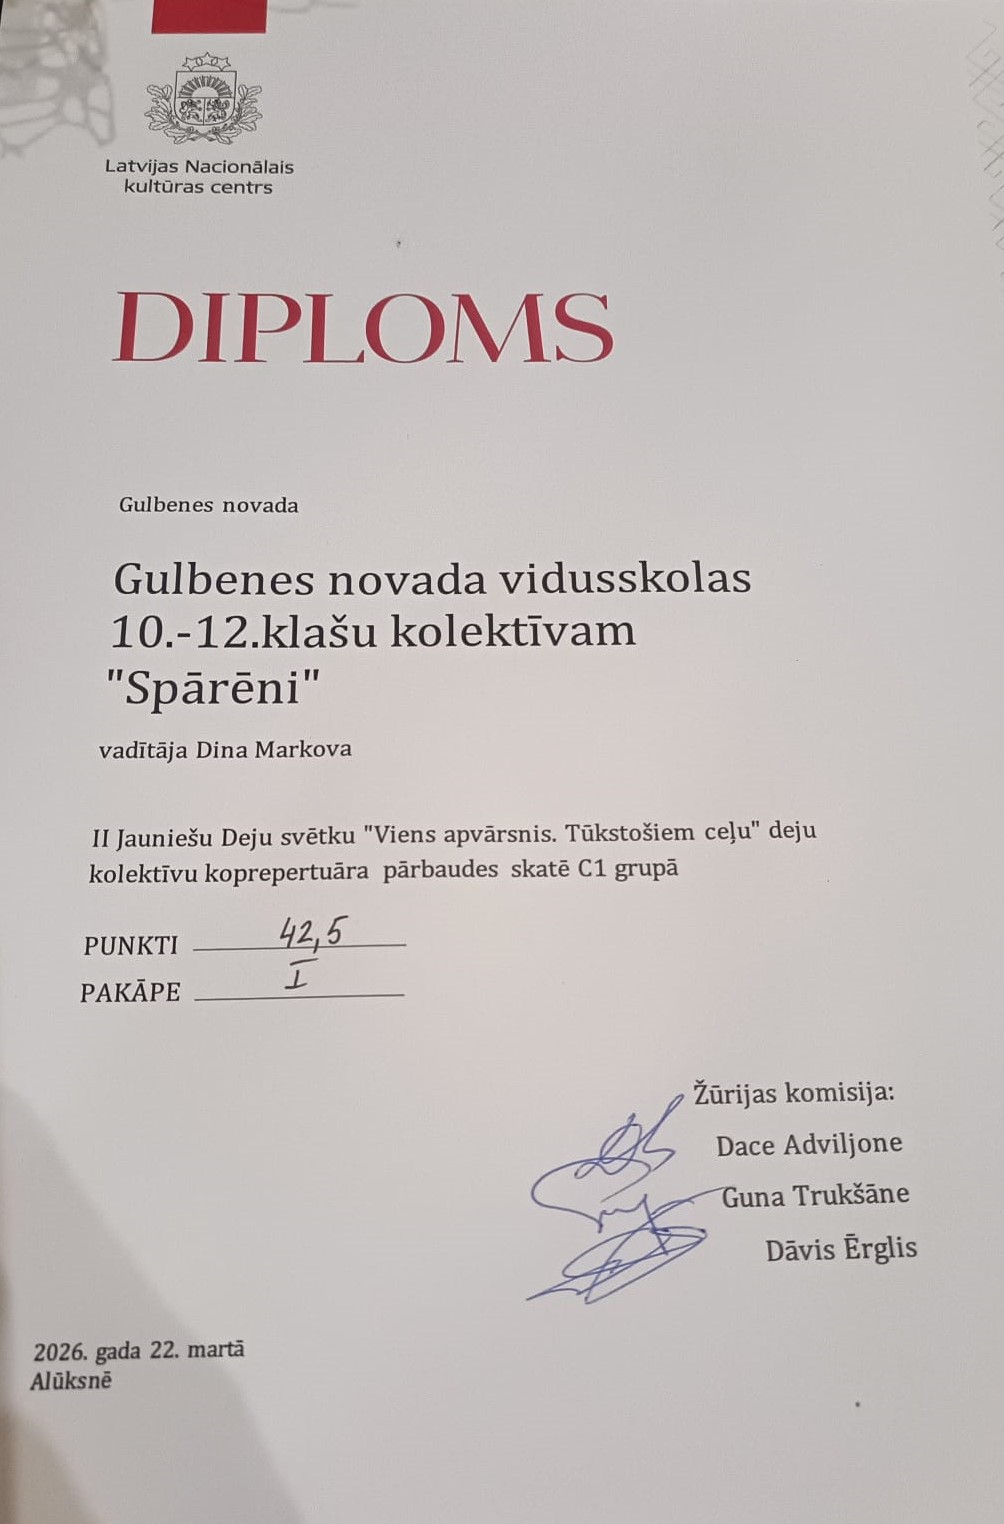 Latvijas Nacionālais
kultūras centrs
DIPLOMS
Gulbenes novada
Gulbenes novada vidusskolas
10.-12.klašu kolektīvam
"Spārēni"
vadītāja Dina Markova
II Jauniešu Deju svētku "Viens apvārsnis. Tūkstošiem ceļu" deju
kolektīvu koprepertuāra pārbaudes skatē C1 grupā
PUNKTI 42,5
PAKĀPE I
Žūrijas komisija:
Dace Adviljone
Guna Trukšāne
Dāvis Ērglis
2026. gada 22. martā
Alūksnē